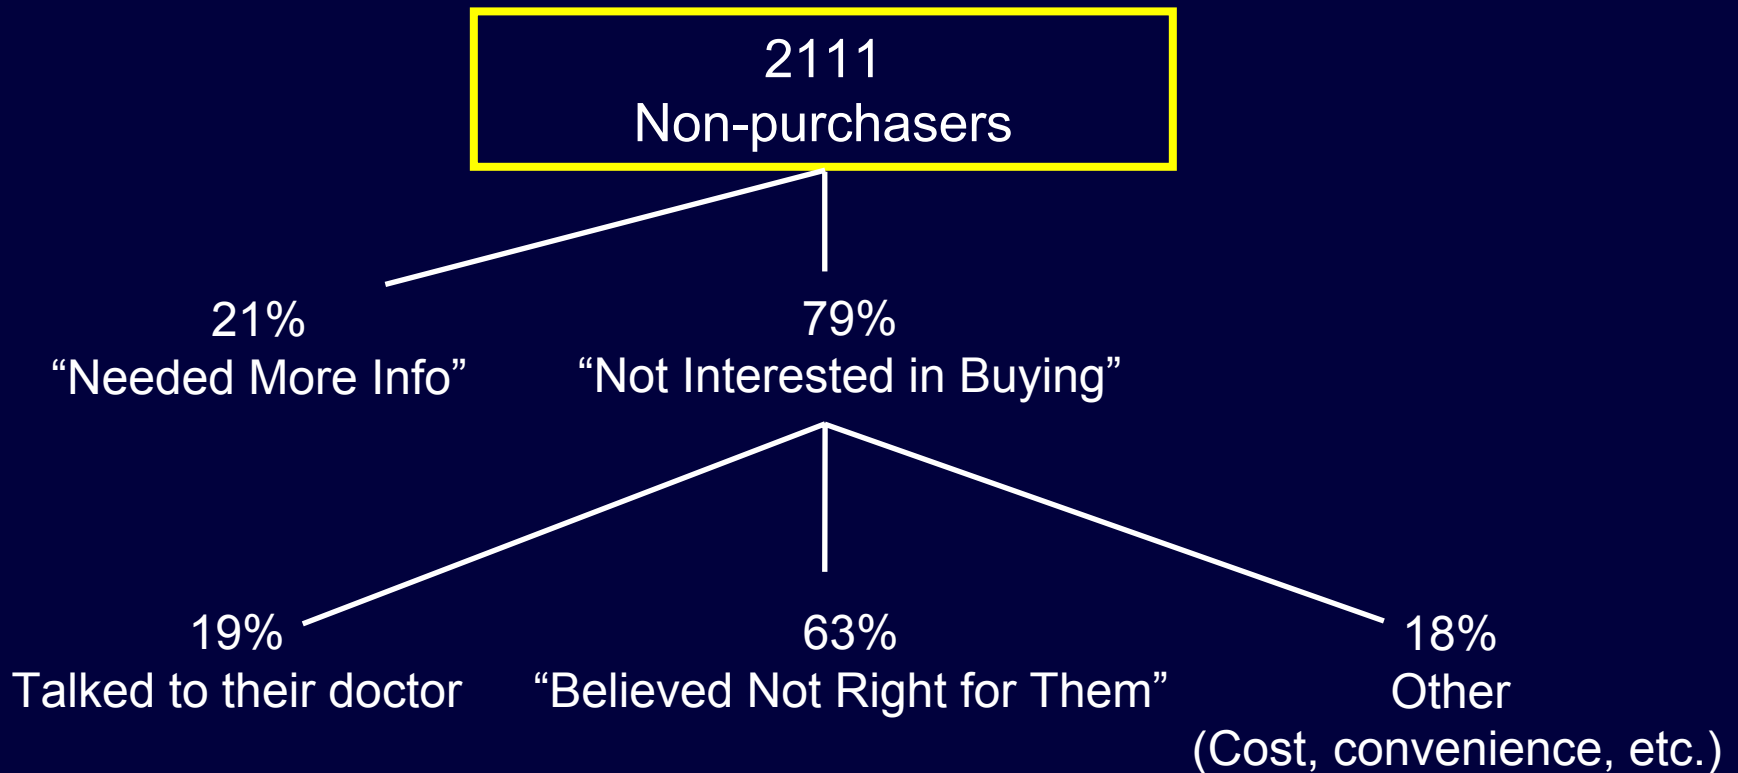 2111
Non-purchasers
21%
“Needed More Info”
79%
“Not Interested in Buying”
19%
Talked to their doctor
63%
“Believed Not Right for Them”
18%
Other
(Cost, convenience, etc.)